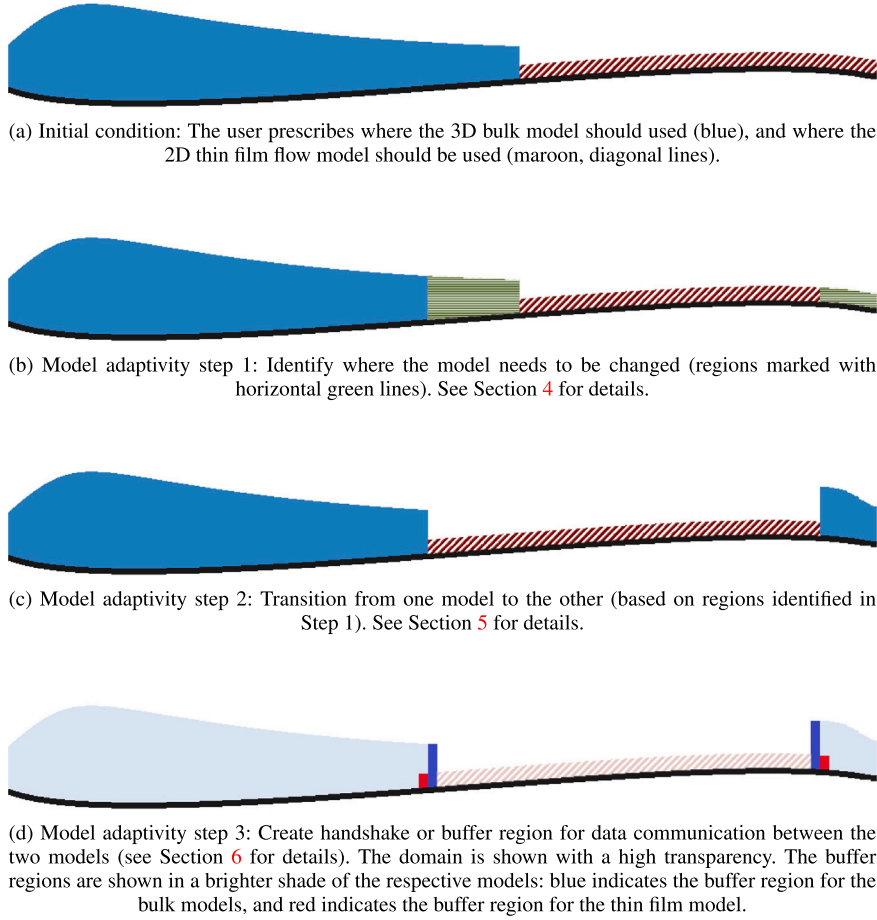 (a) Initial condition: The user prescribes where the 3D bulk model should used (blue), and where the
2D thin film flow model should be used (maroon, diagonal lines).
(b) Model adaptivity step 1: Identify where the model needs to be changed (regions marked with
horizontal green lines). See Section 4 for details.
(c) Model adaptivity step 2: Transition from one model to the other (based on regions identified in
Step 1). See Section 5 for details.
(d) Model adaptivity step 3: Create handshake or buffer region for data communication between the
two models (see Section 6 for details). The domain is shown with a high transparency. The buffer
regions are shown in a brighter shade of the respective models: blue indicates the buffer region for the
bulk models, and red indicates the buffer region for the thin film model.